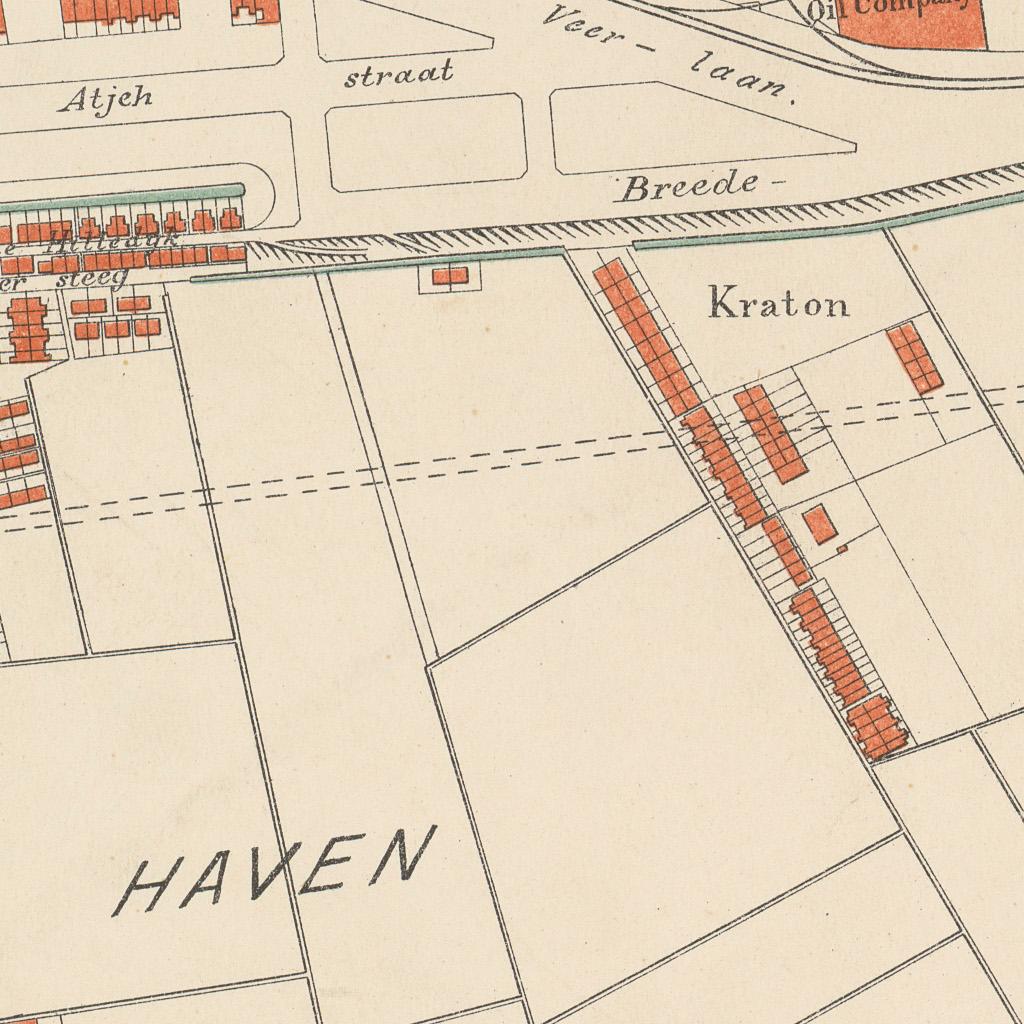 Oil Company
Veer- laan.
straat
Atjeh
Breede-
Hilledijk
steeg
Kraton
HAVEN